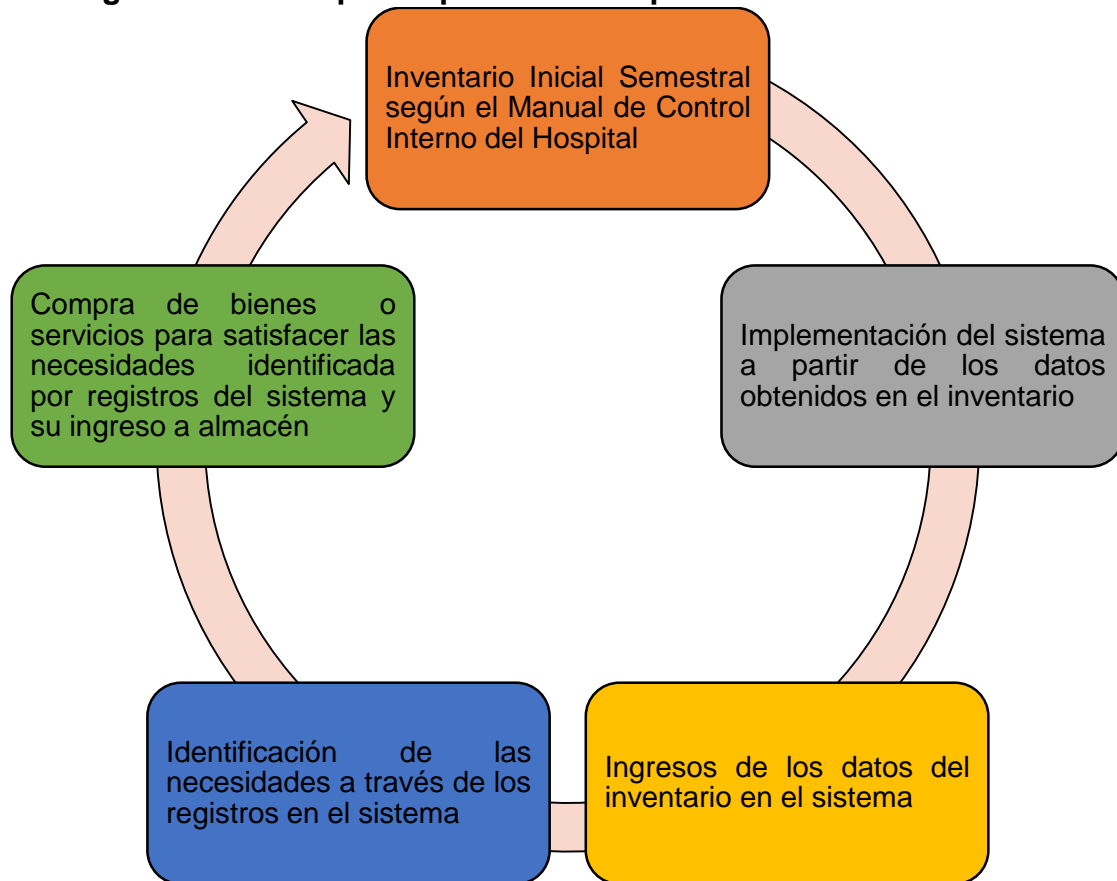 Inventario Inicial Semestral
según el Manual de Control
Interno del Hospital
Implementación del sistema
a partir de los datos
obtenidos en el inventario
Ingresos de los datos del
inventario en el sistema
Identificación de las
necesidades a través de los
registros en el sistema
Compra de bienes o
servicios para satisfacer las
necesidades identificada
por registros del sistema y
su ingreso a almacén